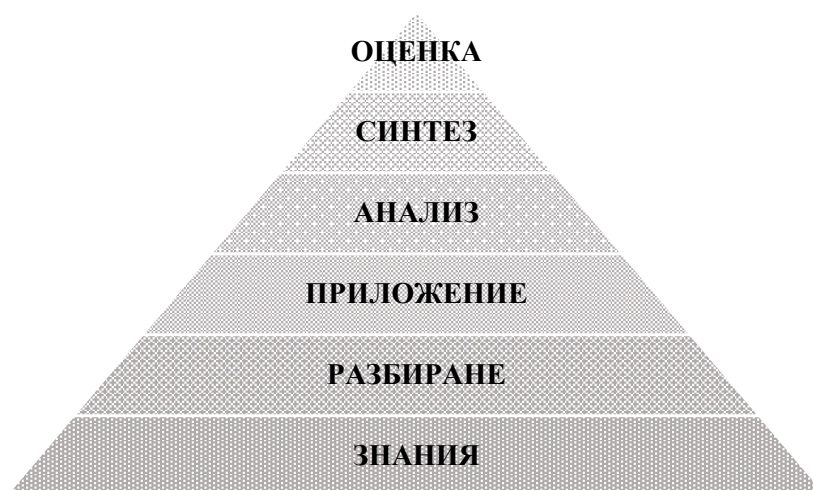 ОЦЕНКА
СИНТЕЗ
АНАЛИЗ
ПРИЛОЖЕНИЕ
РАЗБИРАНЕ
ЗНАНИЯ